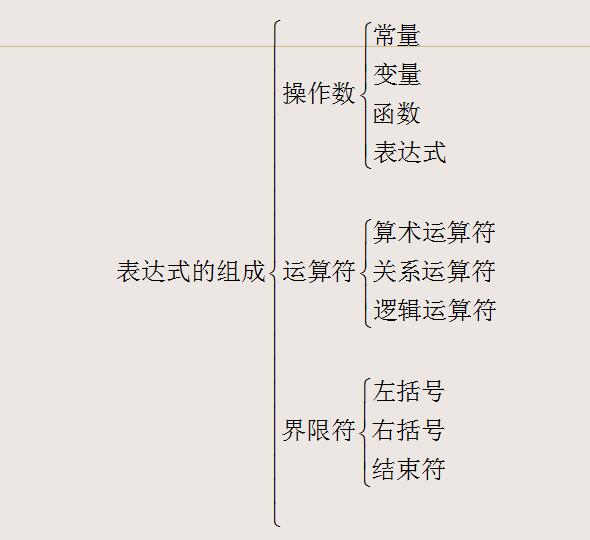 表达式的组成
操作数
常量
变量
函数
表达式
运算符
算术运算符
关系运算符
逻辑运算符
界限符
左括号
右括号
结束符